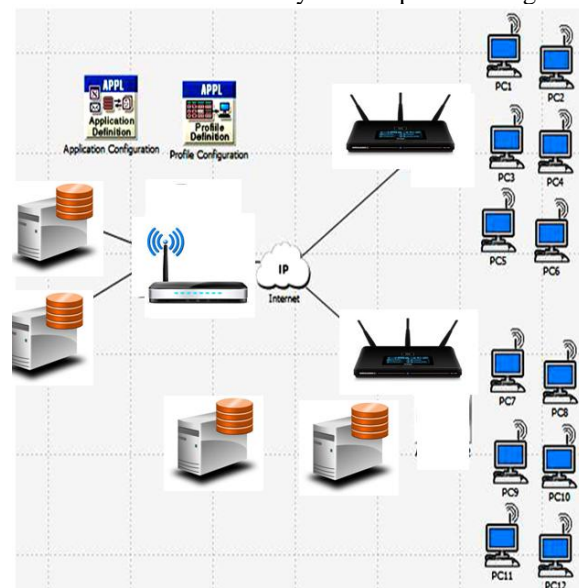 PC1
PC2
APPL
Application
Definition
Application Configuration
APPL
Profile
Definition
Profile Configuration
PC3
PC4
PC5
PC6
IP
Internet
PC7
PC8
PC9
PC10
PC11
PC12